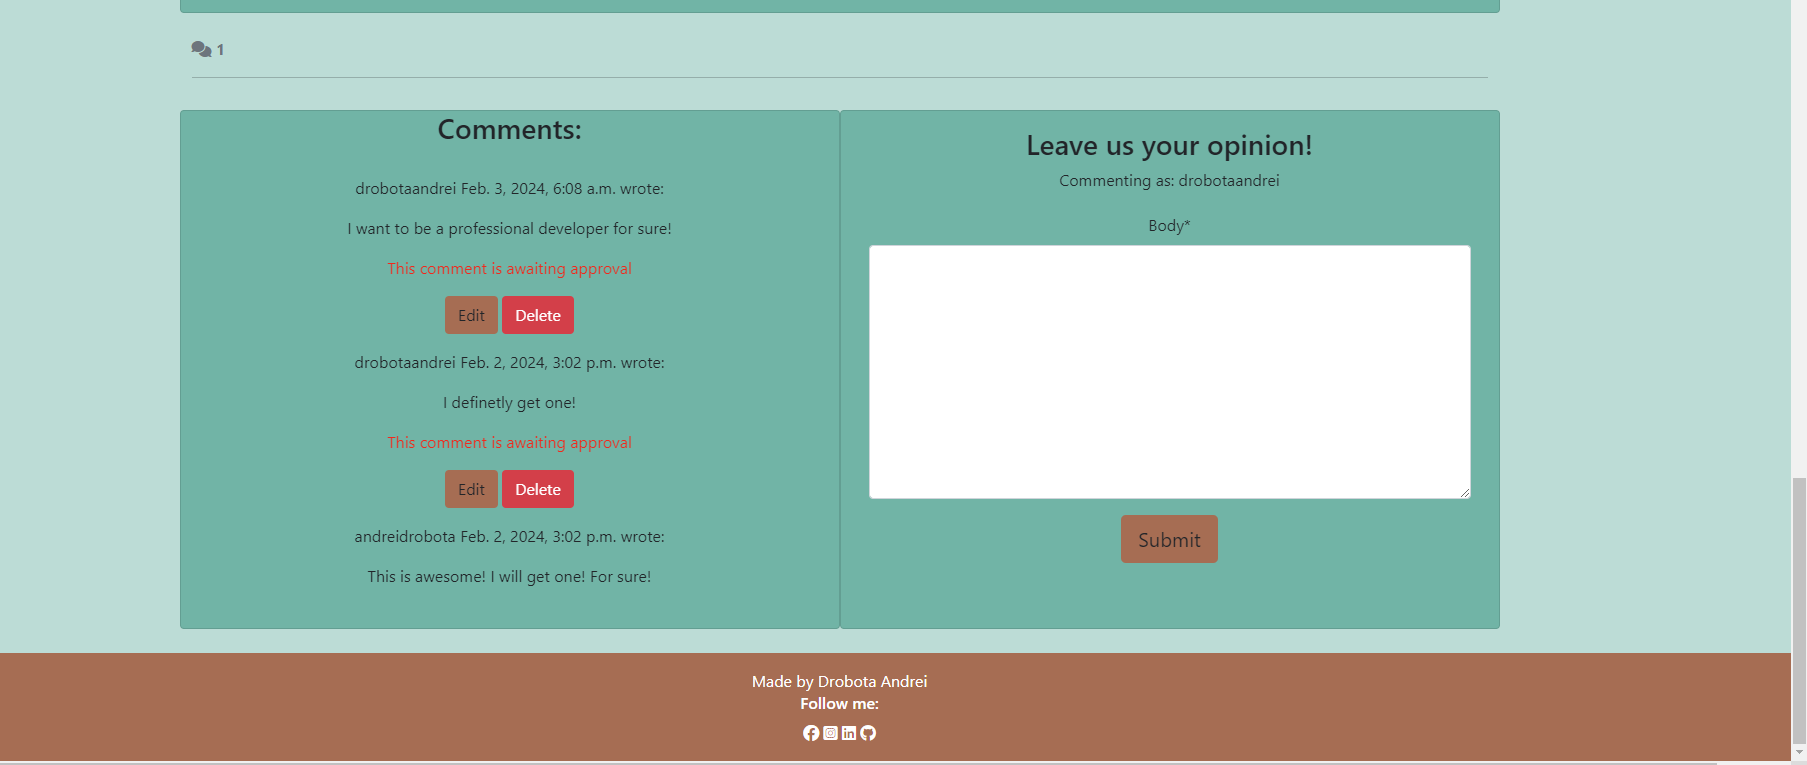 1
Comments:
drobotaandrei Feb. 3, 2024, 6:08 a.m. wrote:
I want to be a professional developer for sure!
This comment is awaiting approval
Edit Delete
drobotaandrei Feb. 2, 2024, 3:02 p.m. wrote:
I definetly get one!
This comment is awaiting approval
Edit Delete
andreidrobota Feb. 2, 2024, 3:02 p.m. wrote:
This is awesome! I will get one! For sure!
Leave us your opinion!
Commenting as: drobotaandrei
Body*
Submit
Made by Drobota Andrei
Follow me: